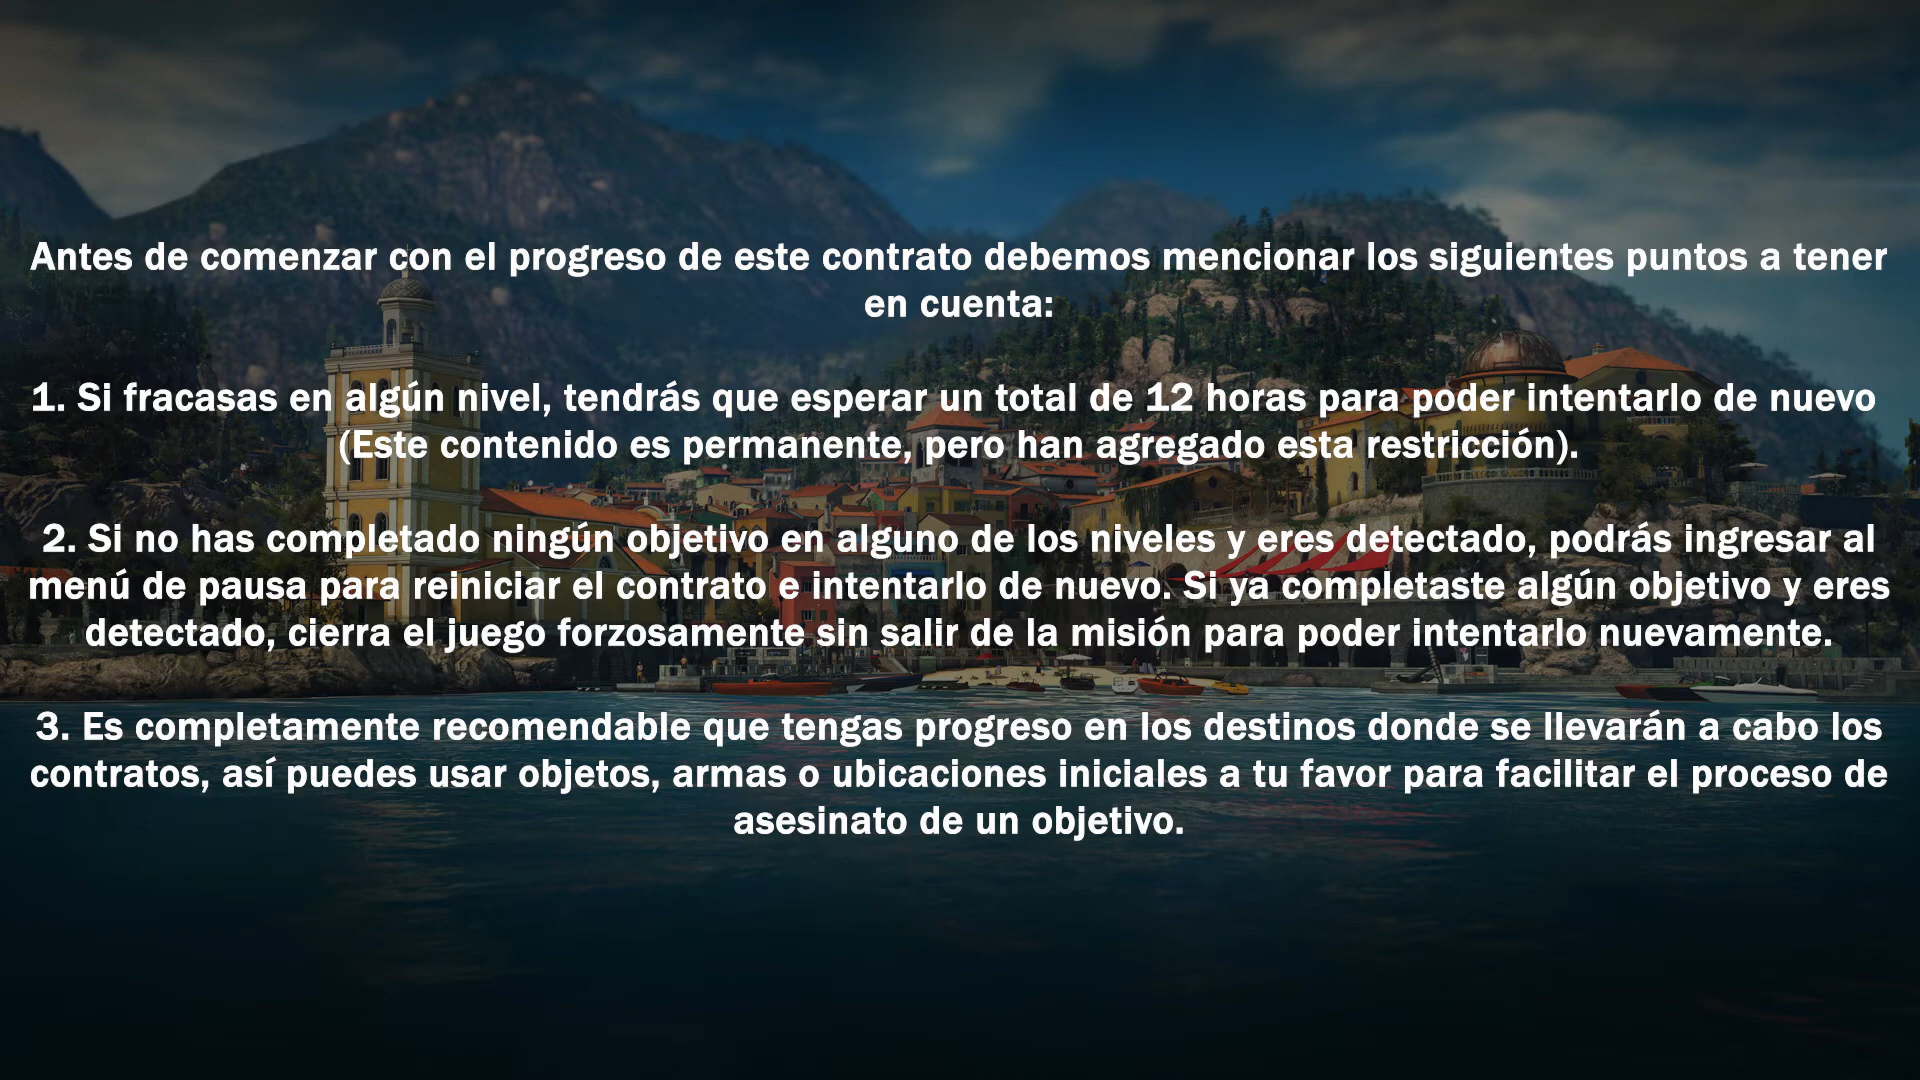 Antes de comenzar con el progreso de este contrato debemos mencionar los siguientes puntos a tener
en cuenta:
1. Si fracasas en algún nivel, tendrás que esperar un total de 12 horas para poder intentarlo de nuevo
(Este contenido es permanente, pero han agregado esta restricción).
2. Si no has completado ningún objetivo en alguno de los niveles y eres detectado, podrás ingresar al
menú de pausa para reiniciar el contrato e intentarlo de nuevo. Si ya completaste algún objetivo y eres
detectado, cierra el juego forzosamente sin salir de la misión para poder intentarlo nuevamente.
3. Es completamente recomendable que tengas progreso en los destinos donde se llevarán a cabo los
contratos, así puedes usar objetos, armas o ubicaciones iniciales a tu favor para facilitar el proceso de
asesinato de un objetivo.